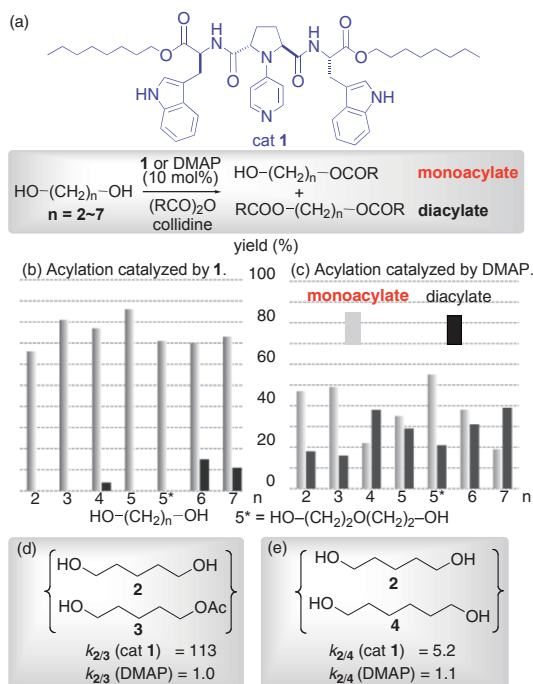 (a)
O
O
H
N
O
O
N
H
N
O
O
HN
N
NH
cat 1
HO−(CH2)n−OH
n = 2~7
1 or DMAP
(10 mol%)
(RCO)2O
collidine
HO−(CH2)n−OCOR monoacylate
+
RCOO−(CH2)n−OCOR diacylate
yield (%)
(b) Acylation catalyzed by 1.
100
80
60
40
20
0
(c) Acylation catalyzed by DMAP.
monoacylate diacylate
2 3 4 5 5* 6 7 n
2 3 4 5 5* 6 7 n
HO−(CH2)n−OH 5* = HO−(CH2)2O(CH2)2−OH
(d)
HO OH
2
HO OAc
3
k2/3 (cat 1) = 113
k2/3 (DMAP) = 1.0
(e)
HO OH
2
HO OH
4
k2/4 (cat 1) = 5.2
k2/4 (DMAP) = 1.1